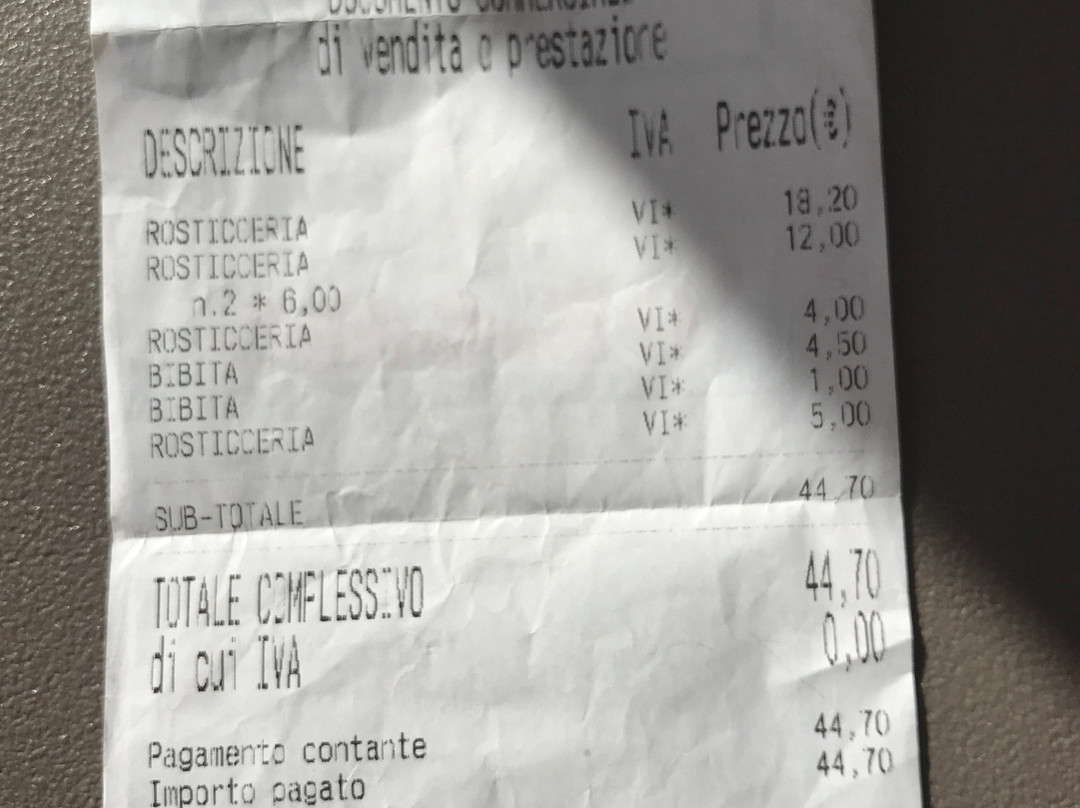 DOCUMENTO COMMERCIALE
di vendita o prestazione
DESCRIZIONE IVA Prezzo(€)
ROSTICCERIA VI* 18,20
ROSTICCERIA VI* 12,00
n.2 * 6,00
ROSTICCERIA VI* 4,00
BIBITA VI* 4,50
BIBITA VI* 1,00
ROSTICCERIA VI* 5,00
SUB-TOTALE 44,70
TOTALE COMPLESSIVO 44,70
di cui IVA 0,00
Pagamento contante 44,70
Importo pagato 44,70